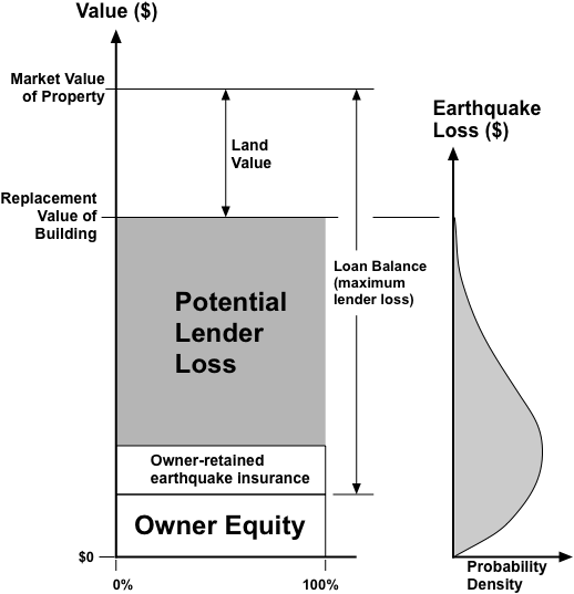 Value ($)
Market Value
of Property
Earthquake
Loss ($)
Land
Value
Replacement
Value of
Building
Loan Balance
(maximum
lender loss)
Potential
Lender
Loss
Owner-retained
earthquake insurance
Owner Equity
$0
0%
100%
Probability
Density